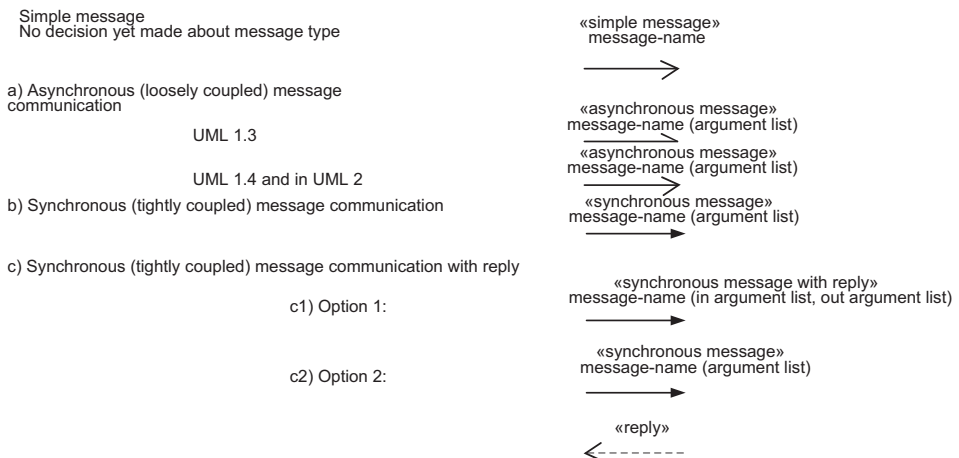 Simple message
No decision yet made about message type
«simple message»
message-name
a) Asynchronous (loosely coupled) message
communication
«asynchronous message»
message-name (argument list)
UML 1.3
«asynchronous message»
message-name (argument list)
UML 1.4 and in UML 2
b) Synchronous (tightly coupled) message communication
«synchronous message»
message-name (argument list)
c) Synchronous (tightly coupled) message communication with reply
«synchronous message with reply»
message-name (in argument list, out argument list)
c1) Option 1:
«synchronous message»
message-name (argument list)
c2) Option 2:
«reply»